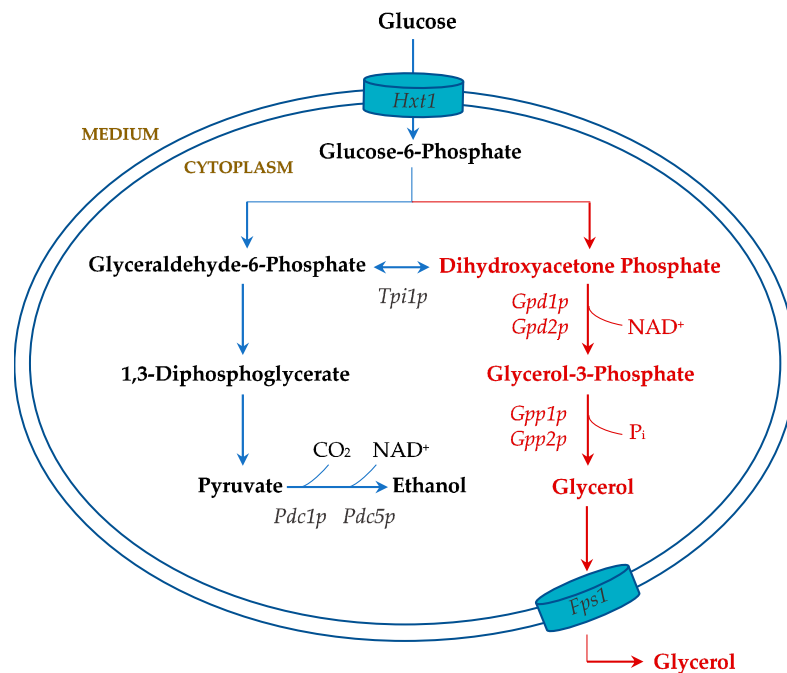 Glucose
Hxt1
MEDIUM
Glucose-6-Phosphate
CYTOPLASM
Glyceraldehyde-6-Phosphate
Dihydroxyacetone Phosphate
Tpi1p
Gpd1p
Gpd2p
NAD⁺
1,3-Diphosphoglycerate
Glycerol-3-Phosphate
Gpp1p
Gpp2p
Pᵢ
CO₂
NAD⁺
Pyruvate
Ethanol
Glycerol
Pdc1p
Pdc5p
Fps1
Glycerol